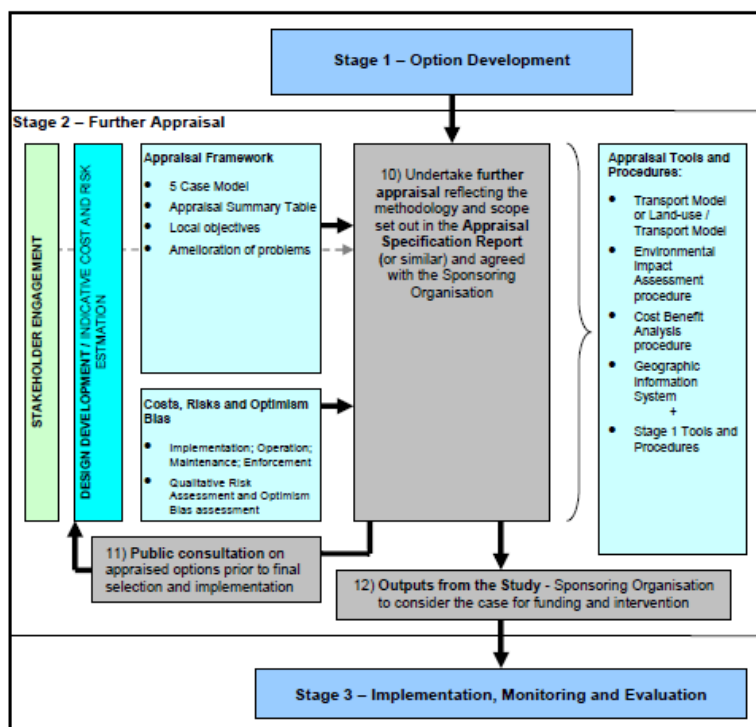 Stage 1 – Option Development
Stage 2 – Further Appraisal
STAKEHOLDER ENGAGEMENT
DESIGN DEVELOPMENT / INDICATIVE COST AND RISK
ESTMATION
Appraisal Framework
• 5 Case Model
• Appraisal Summary Table
• Local objectives
• Amelioration of problems
Costs, Risks and Optimism
Bias
• Implementation; Operation;
Maintenance; Enforcement
• Qualitative Risk
Assessment and Optimism
Bias assessment
10) Undertake further
appraisal reflecting the
methodology and scope
set out in the Appraisal
Specification Report
(or similar) and agreed
with the Sponsoring
Organisation
Appraisal Tools and
Procedures:
• Transport Model
or Land-use /
Transport Model
• Environmental
Impact
Assessment
procedure
• Cost Benefit
Analysis
procedure
• Geographic
Information
System
+
• Stage 1 Tools and
Procedures
11) Public consultation on
appraised options prior to final
selection and implementation
12) Outputs from the Study - Sponsoring Organisation
to consider the case for funding and intervention
Stage 3 – Implementation, Monitoring and Evaluation